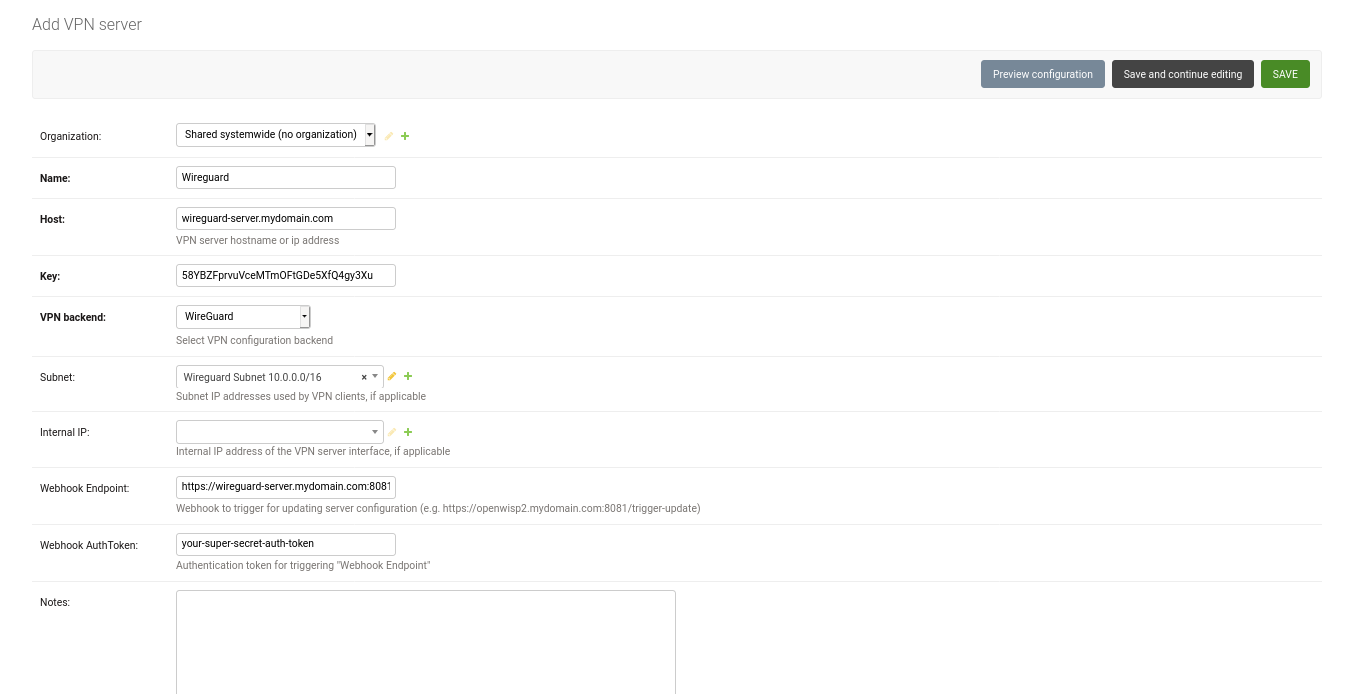 Add VPN server
Preview configuration Save and continue editing SAVE
Organization: Shared systemwide (no organization)
Name: Wireguard
Host: wireguard-server.mydomain.com
VPN server hostname or ip address
Key: 58YBZFprvuVceMTmOFtGDe5XfQ4gy3Xu
VPN backend: WireGuard
Select VPN configuration backend
Subnet: Wireguard Subnet 10.0.0.0/16 ×
Subnet IP addresses used by VPN clients, if applicable
Internal IP:
Internal IP address of the VPN server interface, if applicable
Webhook Endpoint: https://wireguard-server.mydomain.com:8081
Webhook to trigger for updating server configuration (e.g. https://openwisp2.mydomain.com:8081/trigger-update)
Webhook AuthToken: your-super-secret-auth-token
Authentication token for triggering "Webhook Endpoint"
Notes: